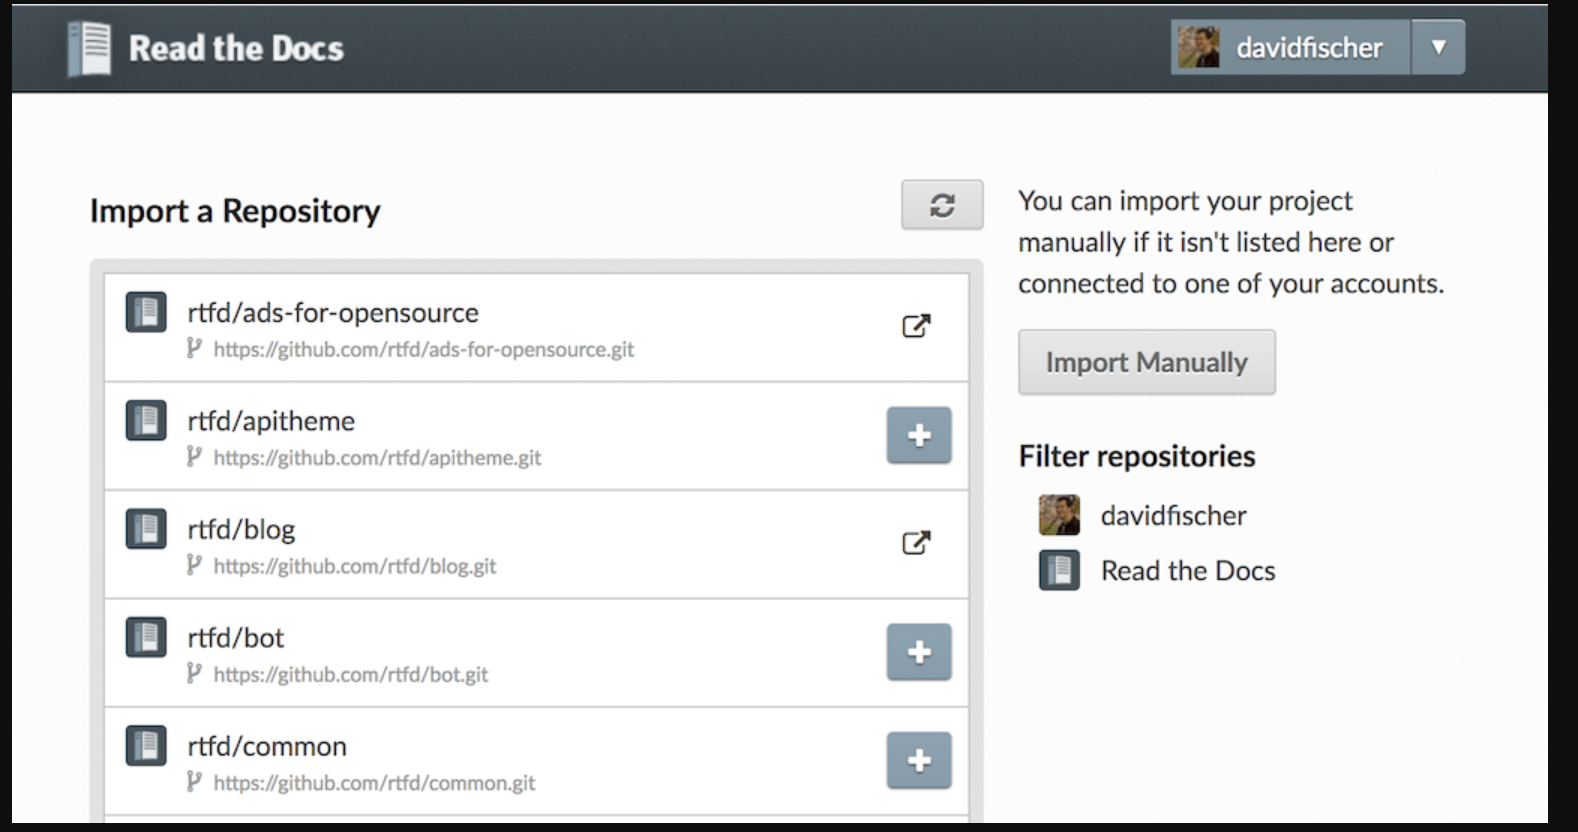 Read the Docs
davidfischer
Import a Repository
rtfd/ads-for-opensource
https://github.com/rtfd/ads-for-opensource.git
rtfd/apitheme
https://github.com/rtfd/apitheme.git
rtfd/blog
https://github.com/rtfd/blog.git
rtfd/bot
https://github.com/rtfd/bot.git
rtfd/common
https://github.com/rtfd/common.git
You can import your project
manually if it isn't listed here or
connected to one of your accounts.
Import Manually
Filter repositories
davidfischer
Read the Docs